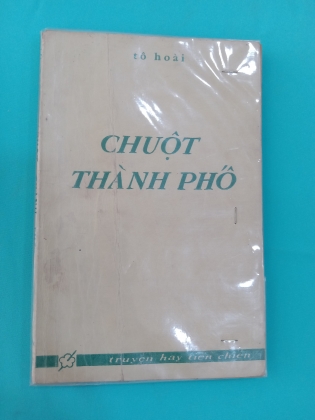 tô hoài
CHUỘT
THÀNH PHỐ
truyện hay tiền chiến